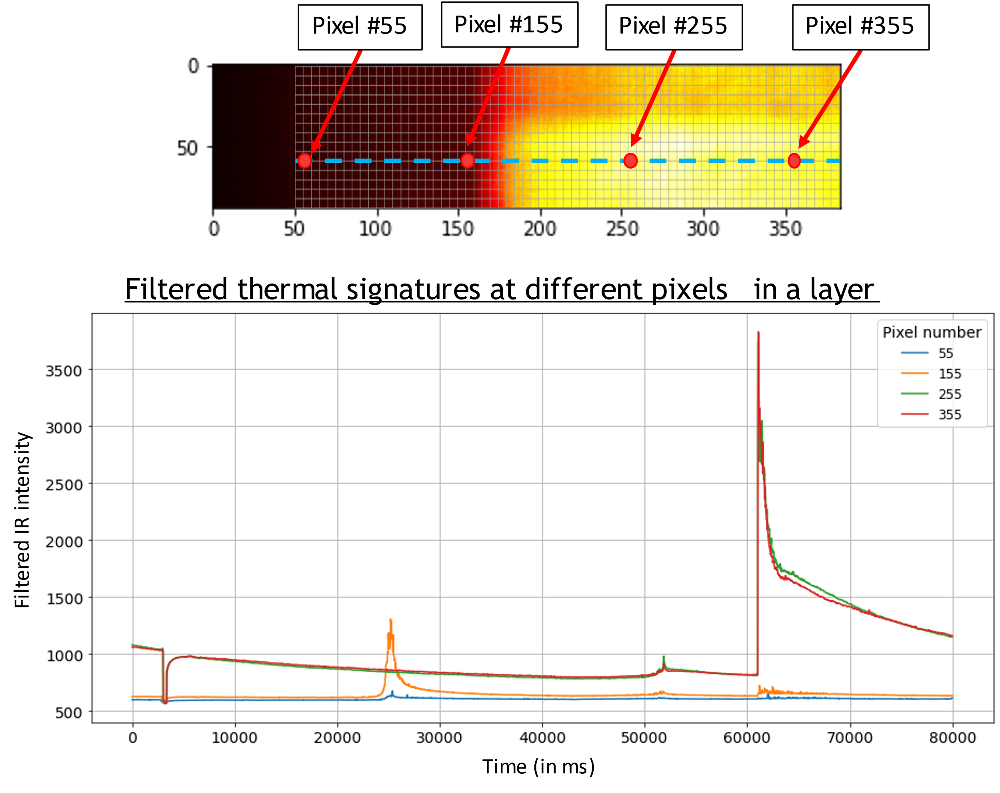 Pixel #55 Pixel #155 Pixel #255 Pixel #355
0
50
0 50 100 150 200 250 300 350
Filtered thermal signatures at different pixels in a layer
Pixel number
55
155
255
355
3500
3000
2500
2000
1500
1000
500
Filtered IR intensity
0 10000 20000 30000 40000 50000 60000 70000 80000
Time (in ms)